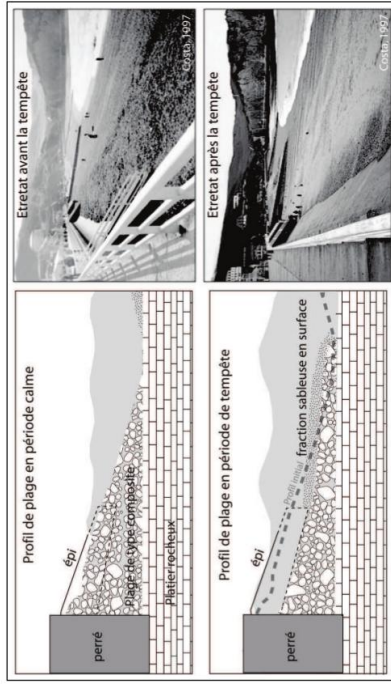 Profil de plage en période calme
épi
perré
Plage de type composite
Platier rocheux
Etretat avant la tempête
Costa, 1997
Profil de plage en période de tempête
épi
perré
Profil initial
fraction sableuse en surface
Etretat après la tempête
Costa, 1997